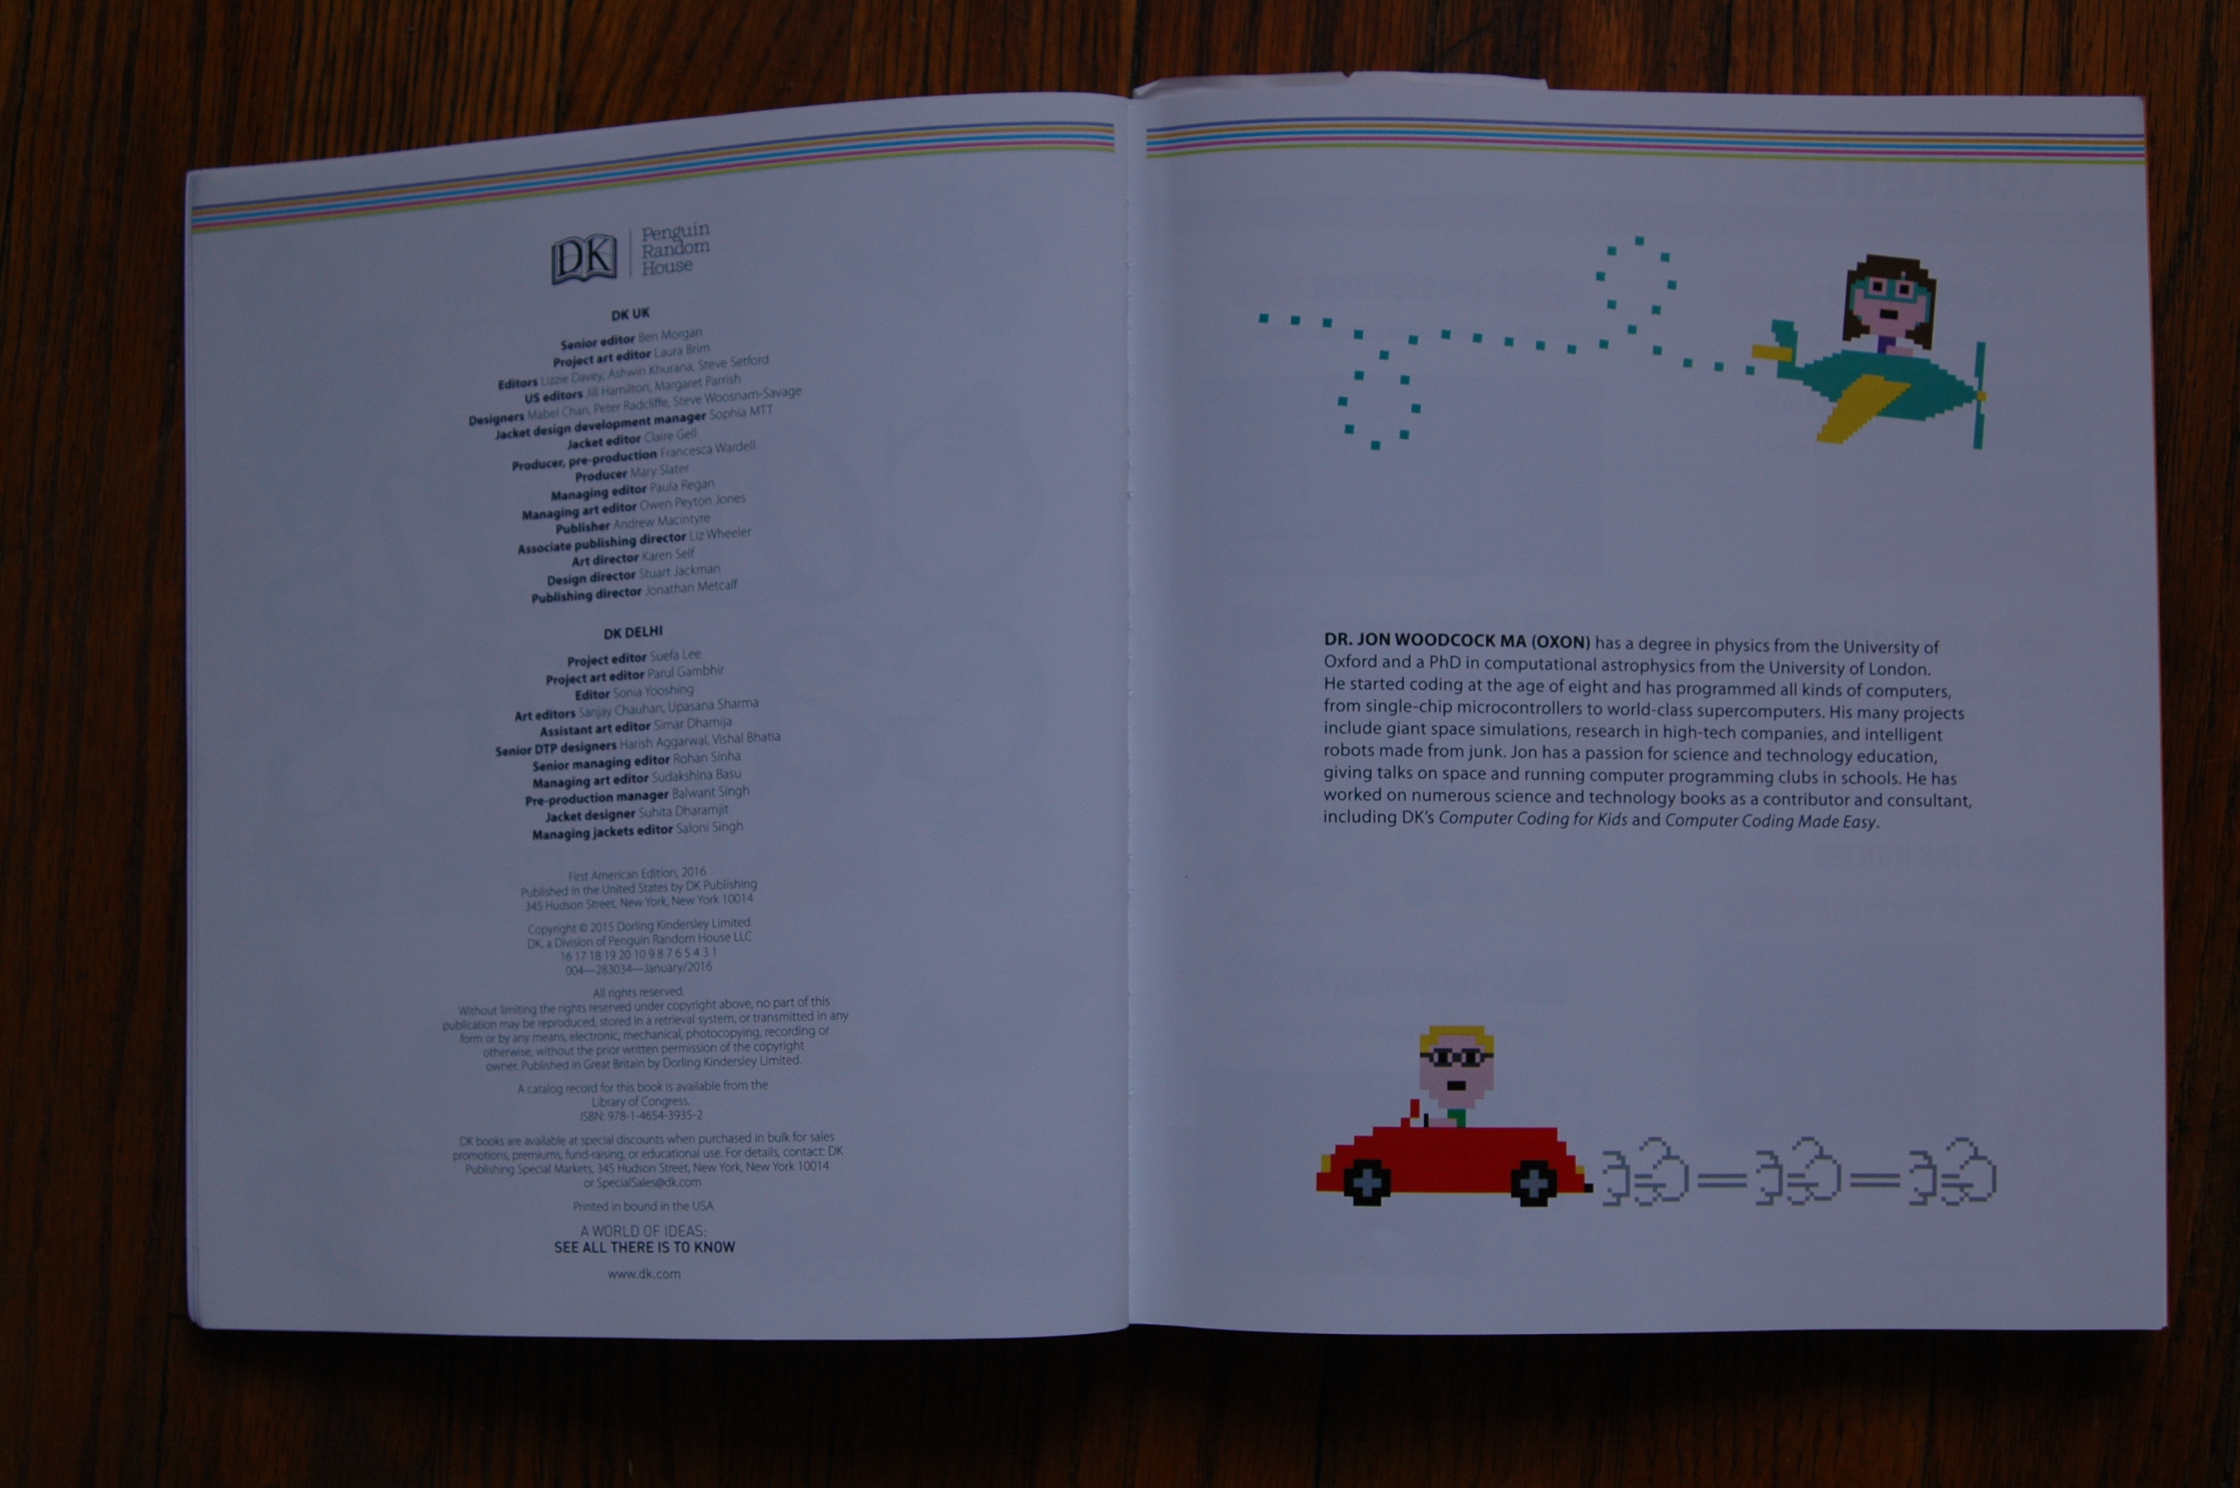 DK
Penguin
Random
House
DK UK
Senior editor Ben Morgan
Project art editor Laura Brim
Editors Lizzie Davey, Ashwin Khurana, Steve Setford
US editors Jill Hamilton, Margaret Parrish
Designers Mabel Chan, Peter Radcliffe, Steve Woosnam-Savage
Jacket design development manager Sophia MTT
Jacket editor Claire Gell
Producer, pre-production Francesca Wardell
Producer Mary Slater
Managing editor Paula Regan
Managing art editor Owen Peyton Jones
Publisher Andrew Macintyre
Associate publishing director Liz Wheeler
Art director Karen Self
Design director Stuart Jackman
Publishing director Jonathan Metcalf
DK DELHI
Project editor Suefa Lee
Project art editor Parul Gambhir
Editor Sonia Yooshing
Art editors Sanjay Chauhan, Upasana Sharma
Assistant art editor Simar Dhamija
Senior DTP designers Harish Aggarwal, Vishal Bhatia
Senior managing editor Rohan Sinha
Managing art editor Sudakshina Basu
Pre-production manager Balwant Singh
Jacket designer Suhita Dharamjit
Managing jackets editor Saloni Singh
First American Edition, 2016
Published in the United States by DK Publishing
345 Hudson Street, New York, New York 10014
Copyright © 2015 Dorling Kindersley Limited
DK, a Division of Penguin Random House LLC
16 17 18 19 20 10 9 8 7 6 5 4 3 1
004—283034—January/2016
All rights reserved.
Without limiting the rights reserved under copyright above, no part of this
publication may be reproduced, stored in a retrieval system, or transmitted in any
form or by any means, electronic, mechanical, photocopying, recording or
otherwise, without the prior written permission of the copyright
owner. Published in Great Britain by Dorling Kindersley Limited.
A catalog record for this book is available from the
Library of Congress.
ISBN: 978-1-4654-3935-2
DK books are available at special discounts when purchased in bulk for sales
promotions, premiums, fund-raising, or educational use. For details, contact: DK
Publishing Special Markets, 345 Hudson Street, New York, New York 10014
or SpecialSales@dk.com
Printed in bound in the USA
A WORLD OF IDEAS:
SEE ALL THERE IS TO KNOW
www.dk.com
DR. JON WOODCOCK MA (OXON) has a degree in physics from the University of
Oxford and a PhD in computational astrophysics from the University of London.
He started coding at the age of eight and has programmed all kinds of computers,
from single-chip microcontrollers to world-class supercomputers. His many projects
include giant space simulations, research in high-tech companies, and intelligent
robots made from junk. Jon has a passion for science and technology education,
giving talks on space and running computer programming clubs in schools. He has
worked on numerous science and technology books as a contributor and consultant,
including DK's Computer Coding for Kids and Computer Coding Made Easy.